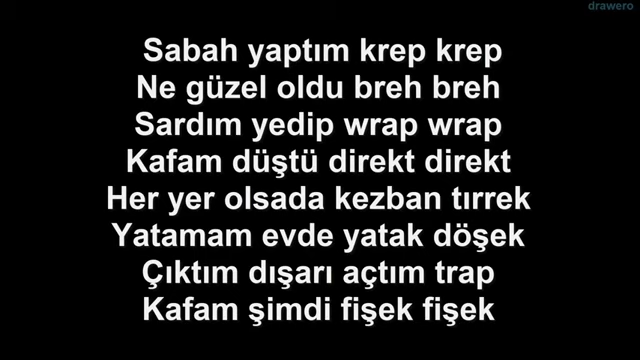 drawero
Sabah yaptım krep krep
Ne güzel oldu breh breh
Sardım yedip wrap wrap
Kafam düştü direkt direkt
Her yer olsada kezban tırrek
Yatamam evde yatak döşek
Çıktım dışarı açtım trap
Kafam şimdi fişek fişek